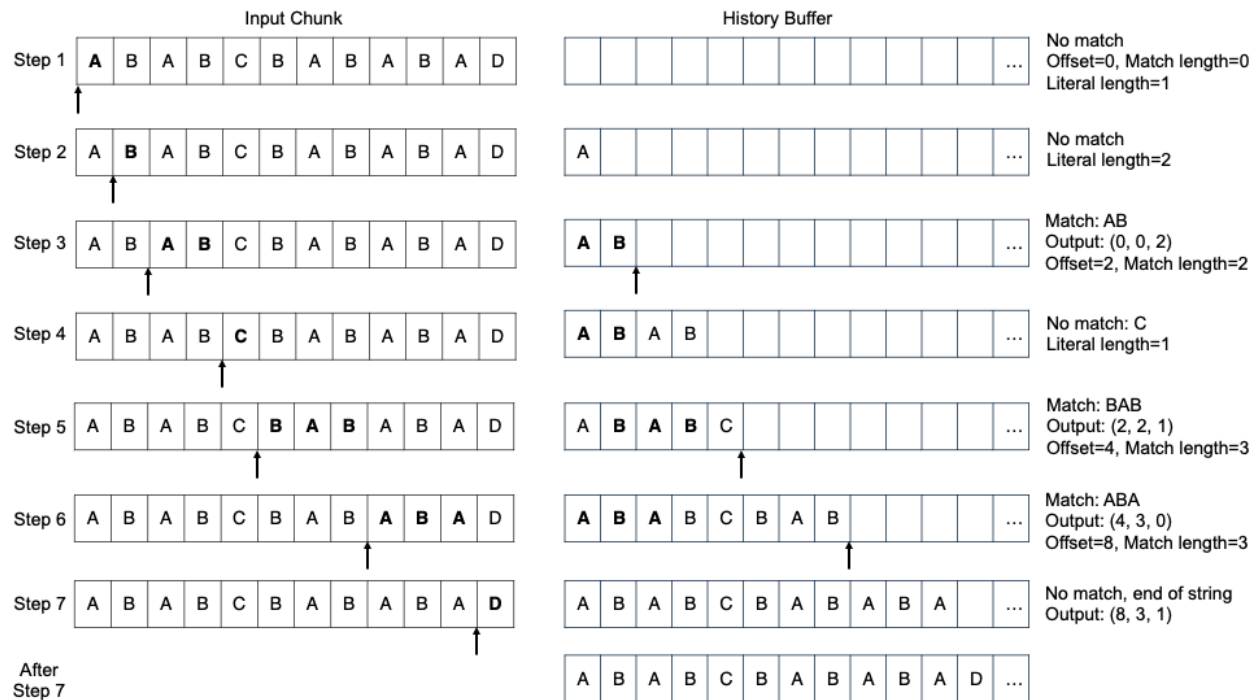 Input Chunk
History Buffer
Step 1
A B A B C B A B A B A D
...
No match
Offset=0, Match length=0
Literal length=1
Step 2
A B A B C B A B A B A D
A ...
No match
Literal length=2
Step 3
A B A B C B A B A B A D
A B ...
Match: AB
Output: (0, 0, 2)
Offset=2, Match length=2
Step 4
A B A B C B A B A B A D
A B A B ...
No match: C
Literal length=1
Step 5
A B A B C B A B A B A D
A B A B C ...
Match: BAB
Output: (2, 2, 1)
Offset=4, Match length=3
Step 6
A B A B C B A B A B A D
A B A B C B A B ...
Match: ABA
Output: (4, 3, 0)
Offset=8, Match length=3
Step 7
A B A B C B A B A B A D
A B A B C B A B A B A ...
No match, end of string
Output: (8, 3, 1)
After
Step 7
A B A B C B A B A B A D ...